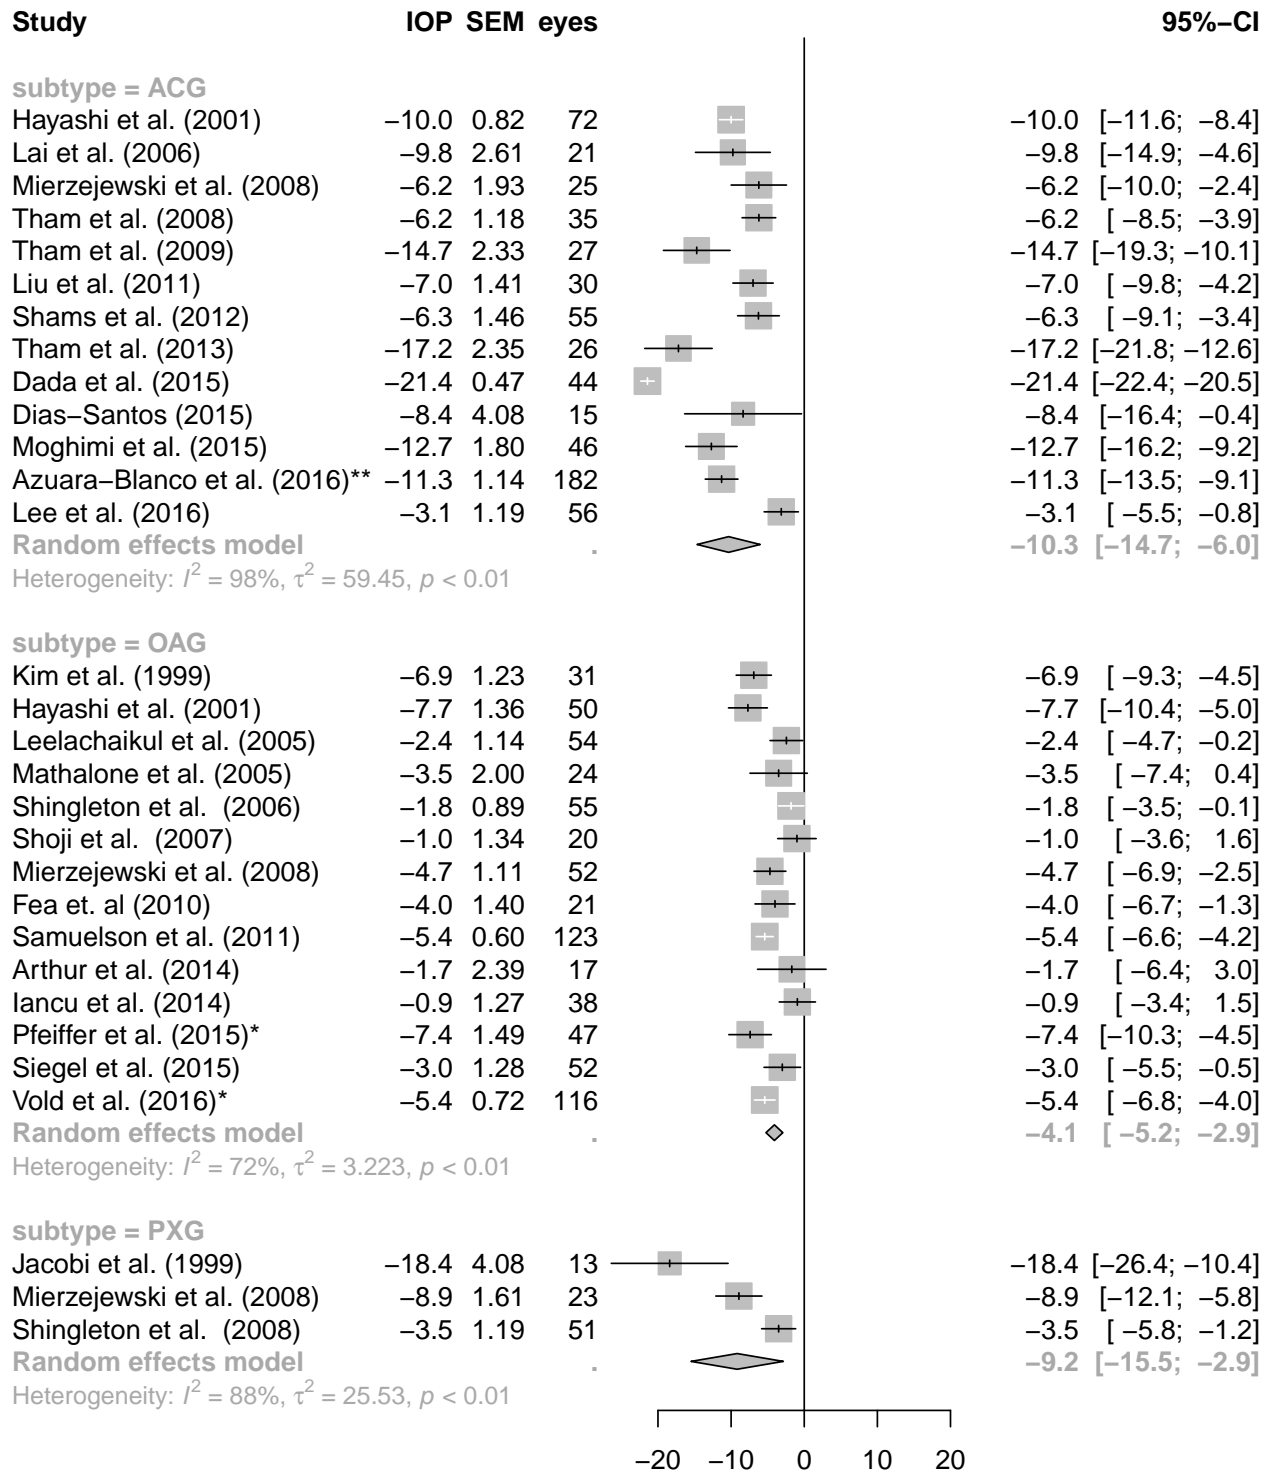 Study IOP SEM eyes 95%−CI
subtype = ACG
Hayashi et al. (2001) −10.0 0.82 72 −10.0 [−11.6; −8.4]
Lai et al. (2006) −9.8 2.61 21 −9.8 [−14.9; −4.6]
Mierzejewski et al. (2008) −6.2 1.93 25 −6.2 [−10.0; −2.4]
Tham et al. (2008) −6.2 1.18 35 −6.2 [ −8.5; −3.9]
Tham et al. (2009) −14.7 2.33 27 −14.7 [−19.3; −10.1]
Liu et al. (2011) −7.0 1.41 30 −7.0 [ −9.8; −4.2]
Shams et al. (2012) −6.3 1.46 55 −6.3 [ −9.1; −3.4]
Tham et al. (2013) −17.2 2.35 26 −17.2 [−21.8; −12.6]
Dada et al. (2015) −21.4 0.47 44 −21.4 [−22.4; −20.5]
Dias−Santos (2015) −8.4 4.08 15 −8.4 [−16.4; −0.4]
Moghimi et al. (2015) −12.7 1.80 46 −12.7 [−16.2; −9.2]
Azuara−Blanco et al. (2016)** −11.3 1.14 182 −11.3 [−13.5; −9.1]
Lee et al. (2016) −3.1 1.19 56 −3.1 [ −5.5; −0.8]
Random effects model . −10.3 [−14.7; −6.0]
Heterogeneity: I² = 98%, τ² = 59.45, p < 0.01
subtype = OAG
Kim et al. (1999) −6.9 1.23 31 −6.9 [ −9.3; −4.5]
Hayashi et al. (2001) −7.7 1.36 50 −7.7 [−10.4; −5.0]
Leelachaikul et al. (2005) −2.4 1.14 54 −2.4 [ −4.7; −0.2]
Mathalone et al. (2005) −3.5 2.00 24 −3.5 [ −7.4; 0.4]
Shingleton et al. (2006) −1.8 0.89 55 −1.8 [ −3.5; −0.1]
Shoji et al. (2007) −1.0 1.34 20 −1.0 [ −3.6; 1.6]
Mierzejewski et al. (2008) −4.7 1.11 52 −4.7 [ −6.9; −2.5]
Fea et. al (2010) −4.0 1.40 21 −4.0 [ −6.7; −1.3]
Samuelson et al. (2011) −5.4 0.60 123 −5.4 [ −6.6; −4.2]
Arthur et al. (2014) −1.7 2.39 17 −1.7 [ −6.4; 3.0]
Iancu et al. (2014) −0.9 1.27 38 −0.9 [ −3.4; 1.5]
Pfeiffer et al. (2015)* −7.4 1.49 47 −7.4 [−10.3; −4.5]
Siegel et al. (2015) −3.0 1.28 52 −3.0 [ −5.5; −0.5]
Vold et al. (2016)* −5.4 0.72 116 −5.4 [ −6.8; −4.0]
Random effects model . −4.1 [ −5.2; −2.9]
Heterogeneity: I² = 72%, τ² = 3.223, p < 0.01
subtype = PXG
Jacobi et al. (1999) −18.4 4.08 13 −18.4 [−26.4; −10.4]
Mierzejewski et al. (2008) −8.9 1.61 23 −8.9 [−12.1; −5.8]
Shingleton et al. (2008) −3.5 1.19 51 −3.5 [ −5.8; −1.2]
Random effects model . −9.2 [−15.5; −2.9]
Heterogeneity: I² = 88%, τ² = 25.53, p < 0.01
−20 −10 0 10 20